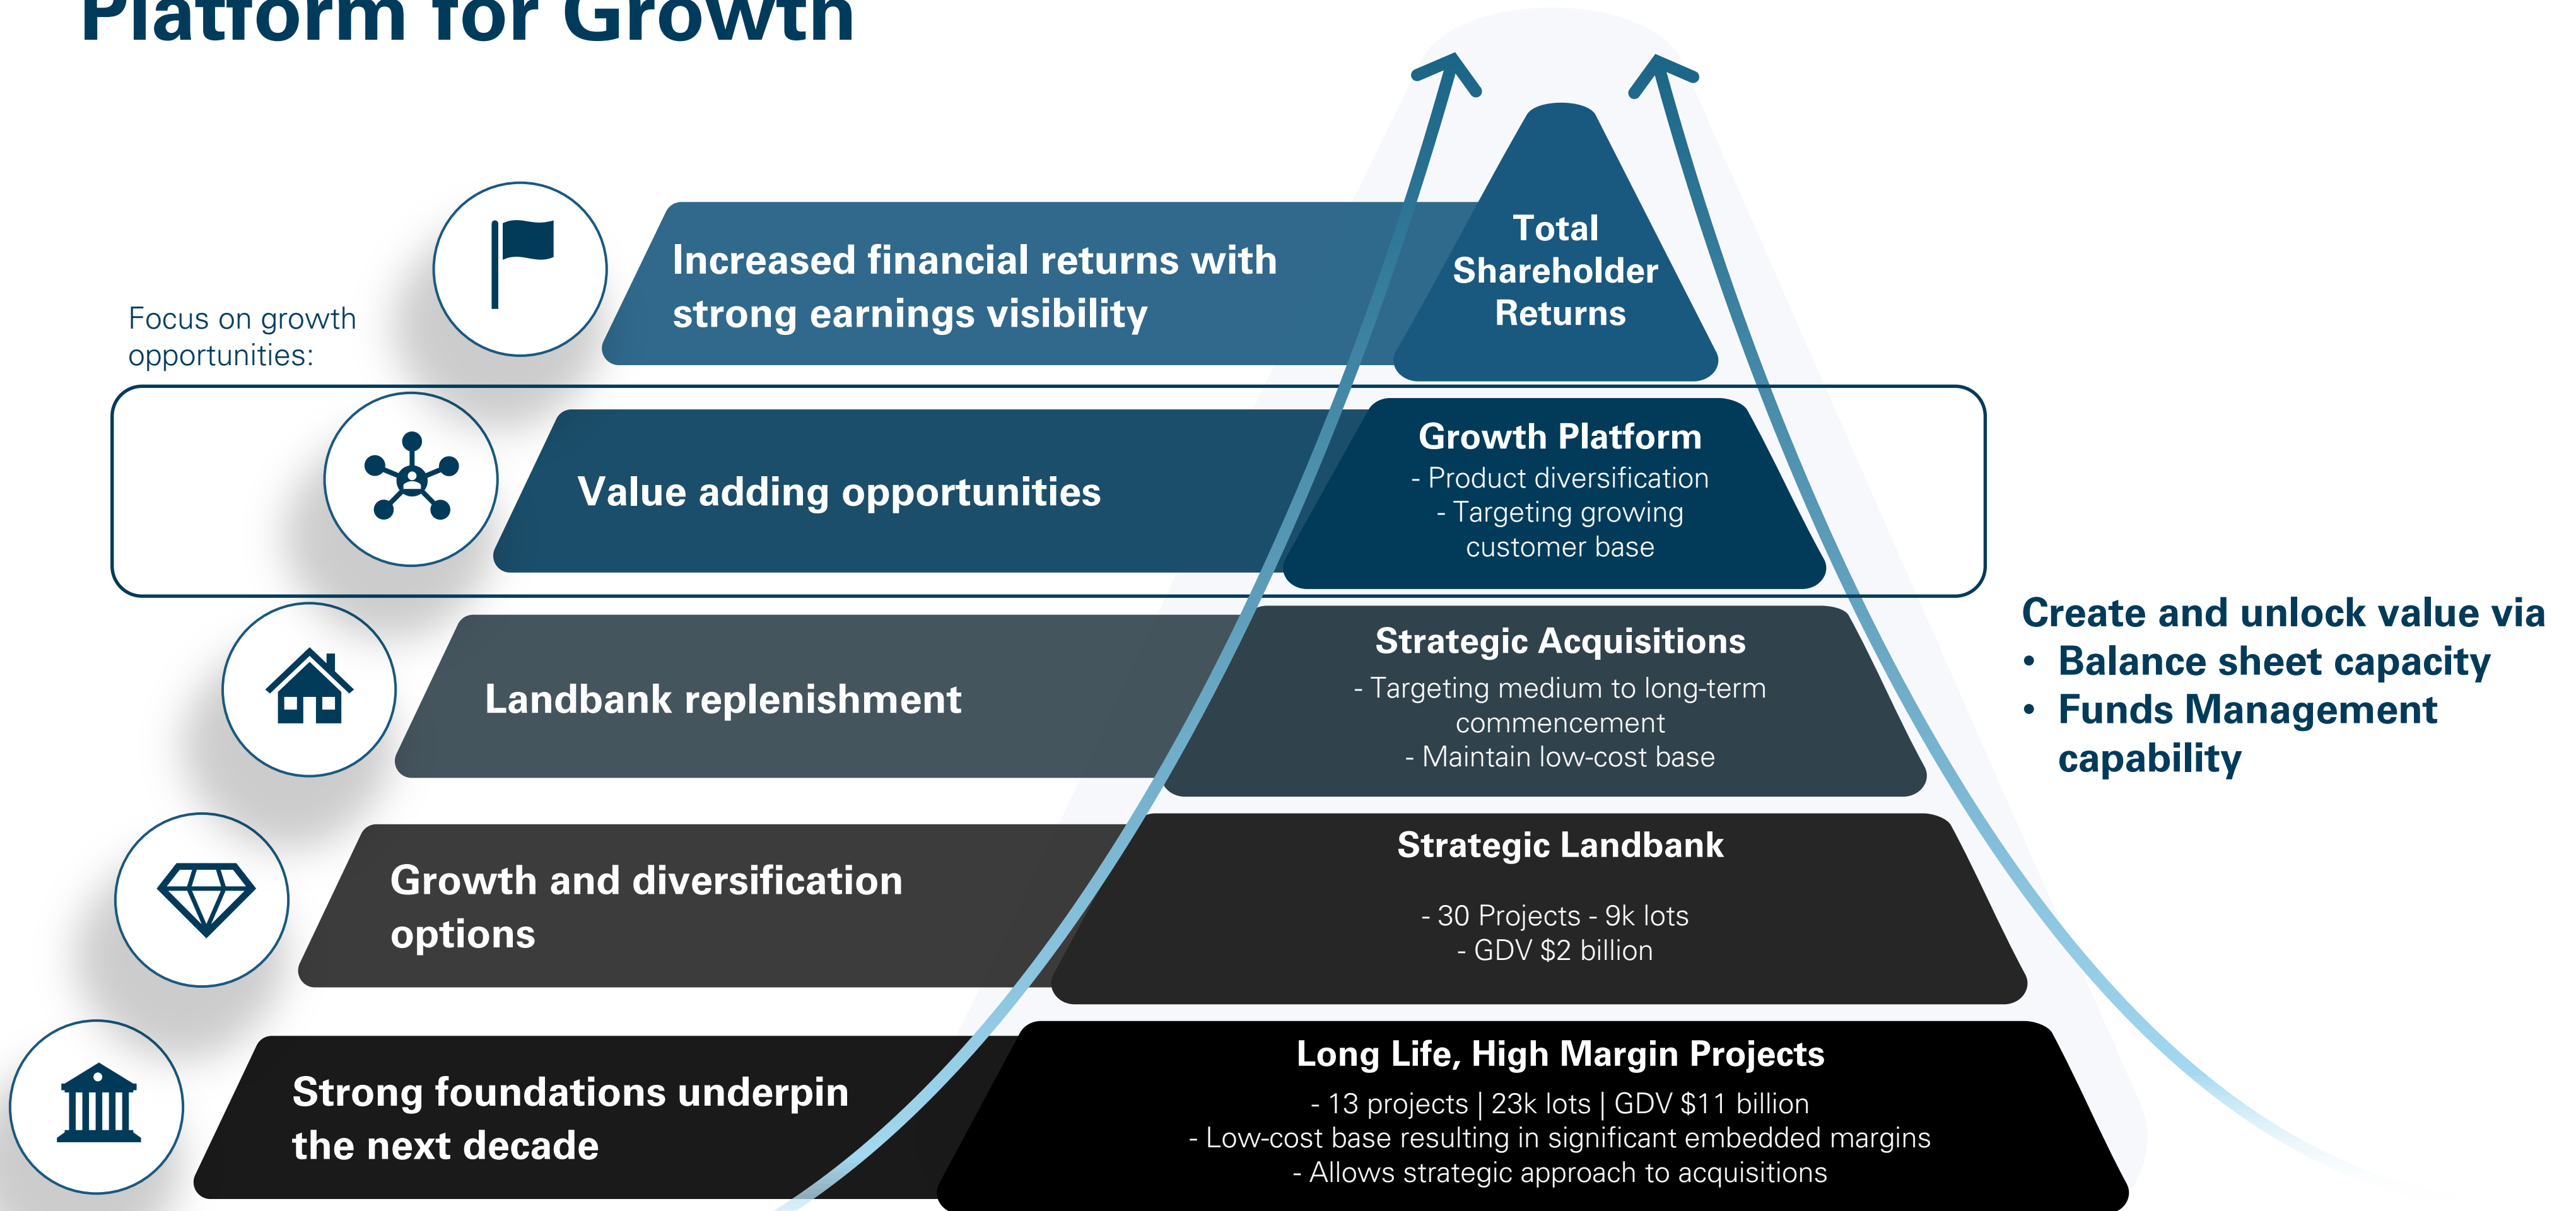 Platform for Growth
Increased financial returns with
strong earnings visibility
Total
Shareholder
Returns
Focus on growth
opportunities:
Value adding opportunities
Growth Platform
- Product diversification
- Targeting growing
customer base
Landbank replenishment
Strategic Acquisitions
- Targeting medium to long-term
commencement
- Maintain low-cost base
Create and unlock value via
• Balance sheet capacity
• Funds Management
capability
Growth and diversification
options
Strategic Landbank
- 30 Projects - 9k lots
- GDV $2 billion
Strong foundations underpin
the next decade
Long Life, High Margin Projects
- 13 projects | 23k lots | GDV $11 billion
- Low-cost base resulting in significant embedded margins
- Allows strategic approach to acquisitions